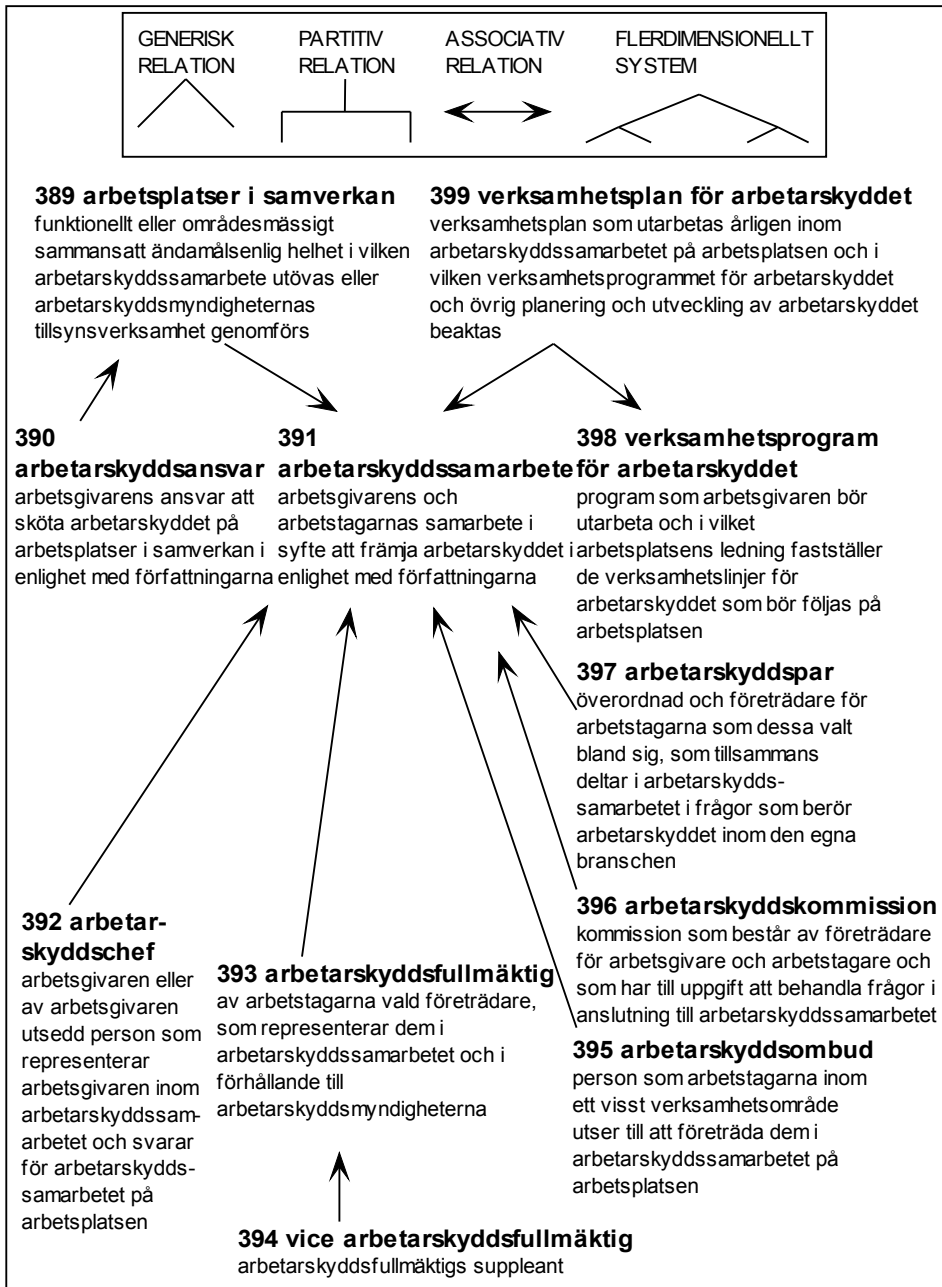 GENERISK
RELATION
PARTITIV
RELATION
ASSOCIATIV
RELATION
FLERDIMENSIONELLT
SYSTEM
389 arbetsplatser i samverkan
funktionellt eller områdesmässigt
sammansatt ändamålsenlig helhet i vilken
arbetarskyddssamarbete utövas eller
arbetarskyddsmyndigheternas
tillsynsverksamhet genomförs
399 verksamhetsplan för arbetarskyddet
verksamhetsplan som utarbetas årligen inom
arbetarskyddssamarbetet på arbetsplatsen och i
vilken verksamhetsprogrammet för arbetarskyddet
och övrig planering och utveckling av arbetarskyddet
beaktas
390
arbetarskyddsansvar
arbetsgivarens ansvar att
sköta arbetarskyddet på
arbetsplatser i samverkan i
enlighet med författningarna
391
arbetarskyddssamarbete
arbetsgivarens och
arbetstagarnas samarbete i
syfte att främja arbetarskyddet i
enlighet med författningarna
398 verksamhetsprogram
för arbetarskyddet
program som arbetsgivaren bör
utarbeta och i vilket
arbetsplatsens ledning fastställer
de verksamhetslinjer för
arbetarskyddet som bör följas på
arbetsplatsen
397 arbetarskyddspar
överordnad och företrädare för
arbetstagarna som dessa valt
bland sig, som tillsammans
deltar i arbetarskydds-
samarbetet i frågor som berör
arbetarskyddet inom den egna
branschen
392 arbetar-
skyddschef
arbetsgivaren eller
av arbetsgivaren
utsedd person som
representerar
arbetsgivaren inom
arbetarskyddssam-
arbetet och svarar
för arbetarskydds-
samarbetet på
arbetsplatsen
393 arbetarskyddsfullmäktig
av arbetstagarna vald företrädare,
som representerar dem i
arbetarskyddssamarbetet och i
förhållande till
arbetarskyddsmyndigheterna
396 arbetarskyddskommission
kommission som består av företrädare
för arbetsgivare och arbetstagare och
som har till uppgift att behandla frågor i
anslutning till arbetarskyddssamarbetet
395 arbetarskyddsombud
person som arbetstagarna inom
ett visst verksamhetsområde
utser till att företräda dem i
arbetarskyddssamarbetet på
arbetsplatsen
394 vice arbetarskyddsfullmäktig
arbetarskyddsfullmäktigs suppleant